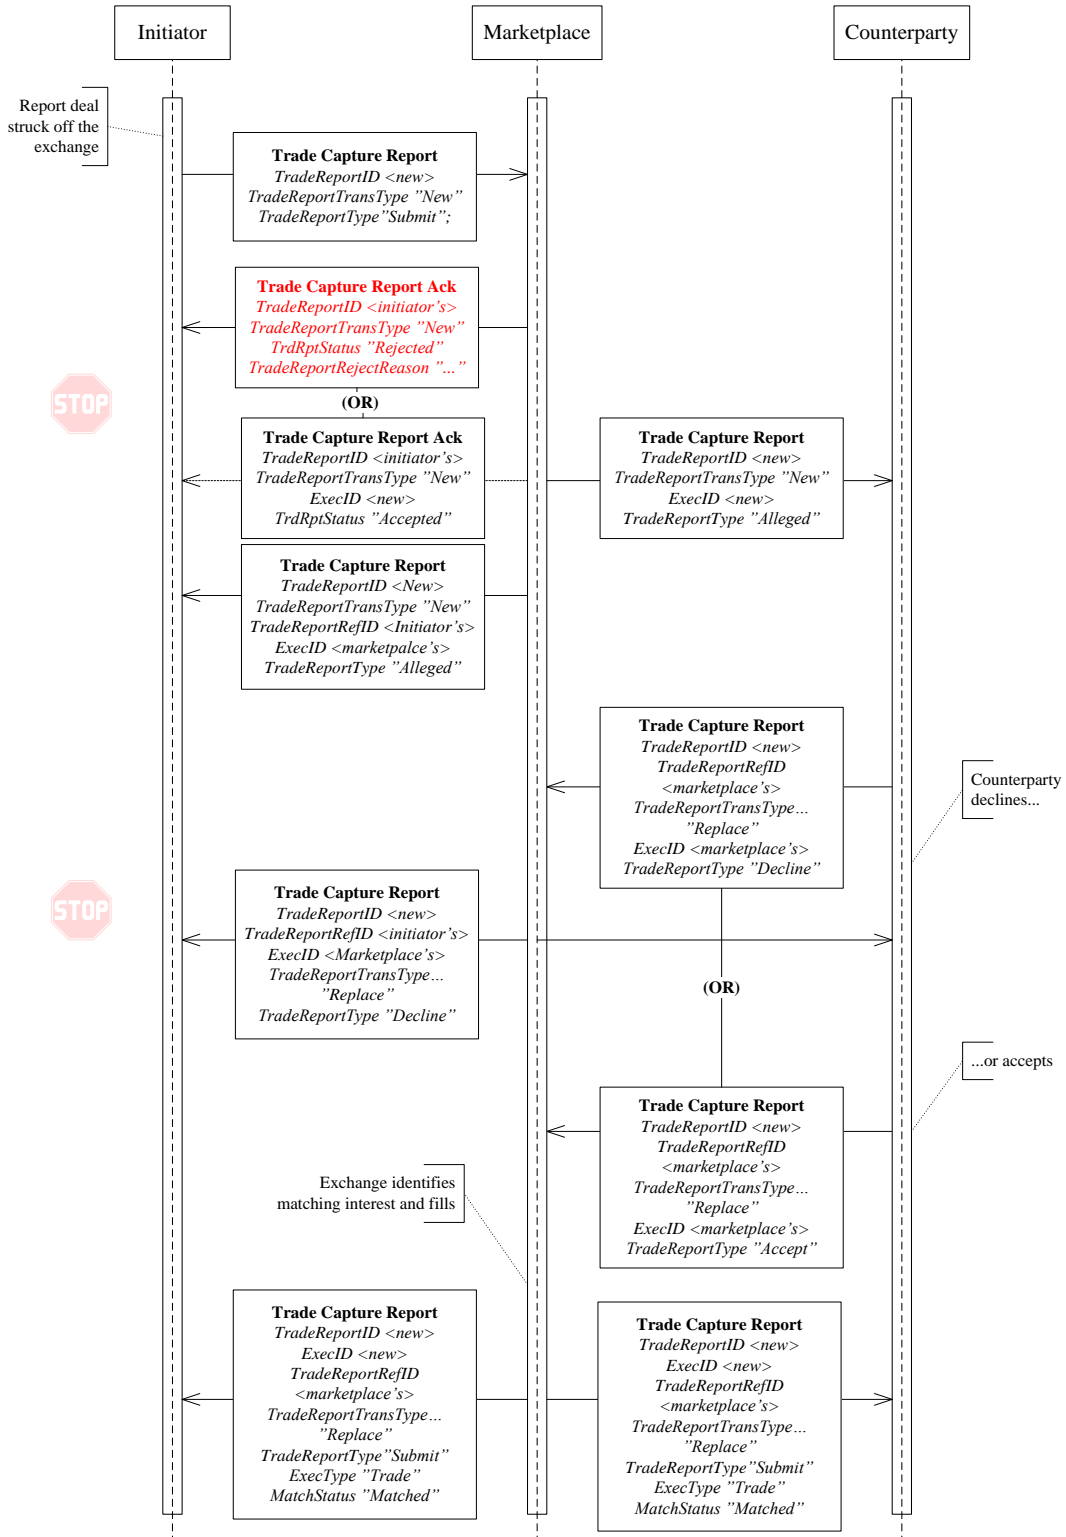 Initiator
Marketplace
Counterparty
Report deal
struck off the
exchange
Trade Capture Report
TradeReportID <new>
TradeReportTransType "New"
TradeReportType"Submit";
Trade Capture Report Ack
TradeReportID <initiator's>
TradeReportTransType "New"
TrdRptStatus "Rejected"
TradeReportRejectReason "..."
STOP
(OR)
Trade Capture Report Ack
TradeReportID <initiator's>
TradeReportTransType "New"
ExecID <new>
TrdRptStatus "Accepted"
Trade Capture Report
TradeReportID <new>
TradeReportTransType "New"
ExecID <new>
TradeReportType "Alleged"
Trade Capture Report
TradeReportID <New>
TradeReportTransType "New"
TradeReportRefID <Initiator's>
ExecID <marketpalce's>
TradeReportType "Alleged"
Trade Capture Report
TradeReportID <new>
TradeReportRefID
<marketplace's>
TradeReportTransType…
"Replace"
ExecID <marketplace's>
TradeReportType "Decline"
Counterparty
declines...
STOP
Trade Capture Report
TradeReportID <new>
TradeReportRefID <initiator's>
ExecID <Marketplace's>
TradeReportTransType…
"Replace"
TradeReportType "Decline"
(OR)
...or accepts
Trade Capture Report
TradeReportID <new>
TradeReportRefID
<marketplace's>
TradeReportTransType…
"Replace"
ExecID <marketplace's>
TradeReportType "Accept"
Exchange identifies
matching interest and fills
Trade Capture Report
TradeReportID <new>
ExecID <new>
TradeReportRefID
<marketplace's>
TradeReportTransType…
"Replace"
TradeReportType"Submit"
ExecType "Trade"
MatchStatus "Matched"
Trade Capture Report
TradeReportID <new>
ExecID <new>
TradeReportRefID
<marketplace's>
TradeReportTransType…
"Replace"
TradeReportType"Submit"
ExecType "Trade"
MatchStatus "Matched"